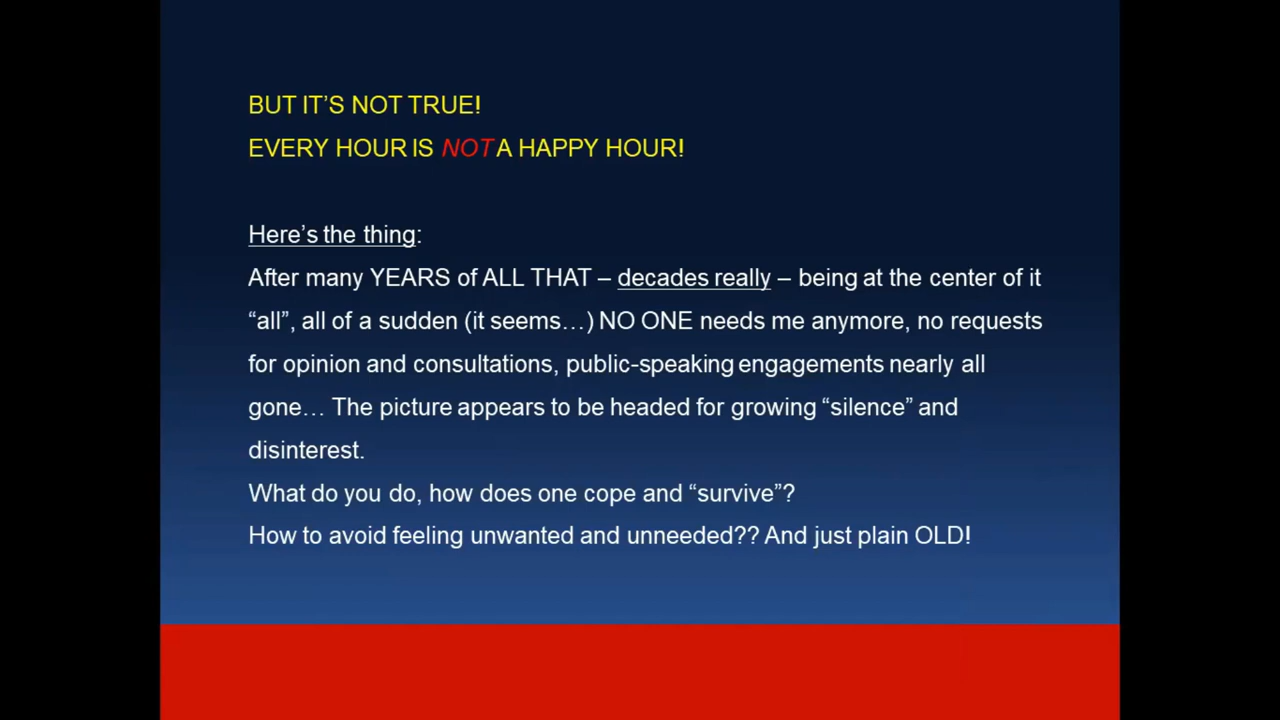 BUT IT’S NOT TRUE!
EVERY HOUR IS NOT A HAPPY HOUR!
Here’s the thing:
After many YEARS of ALL THAT – decades really – being at the center of it
“all”, all of a sudden (it seems…) NO ONE needs me anymore, no requests
for opinion and consultations, public-speaking engagements nearly all
gone… The picture appears to be headed for growing “silence” and
disinterest.
What do you do, how does one cope and “survive”?
How to avoid feeling unwanted and unneeded?? And just plain OLD!